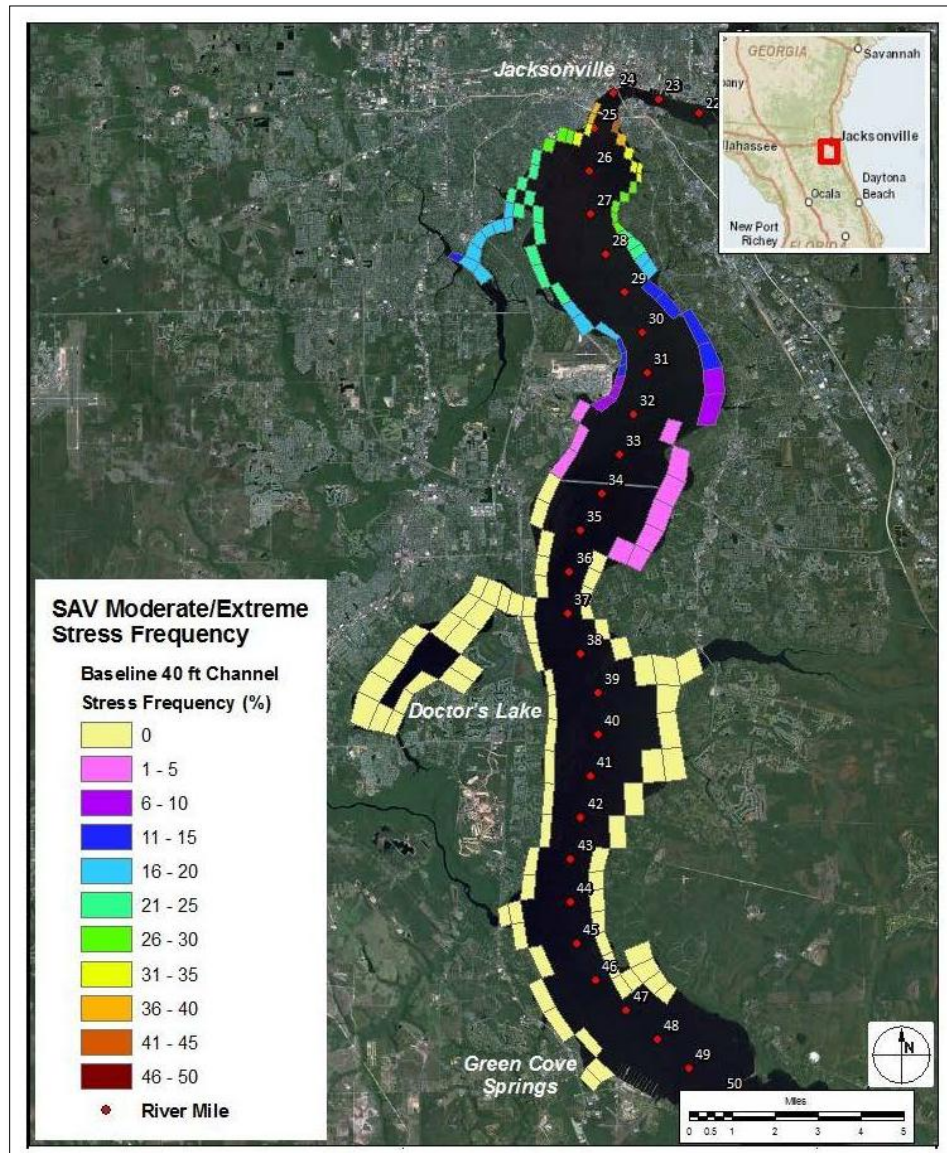 Jacksonville
24
23
22
25
26
27
28
29
30
31
32
33
34
35
36
37
38
39
40
41
42
43
44
45
46
47
48
49
50
Doctor's Lake
Green Cove
Springs
GEORGIA
Savannah
any
Jacksonville
llahassee
Daytona
Beach
Ocala
New Port
Richey
FLORIDA
SAV Moderate/Extreme
Stress Frequency
Baseline 40 ft Channel
Stress Frequency (%)
0
1 - 5
6 - 10
11 - 15
16 - 20
21 - 25
26 - 30
31 - 35
36 - 40
41 - 45
46 - 50
River Mile
N
Miles
0 0.5 1 2 3 4 5